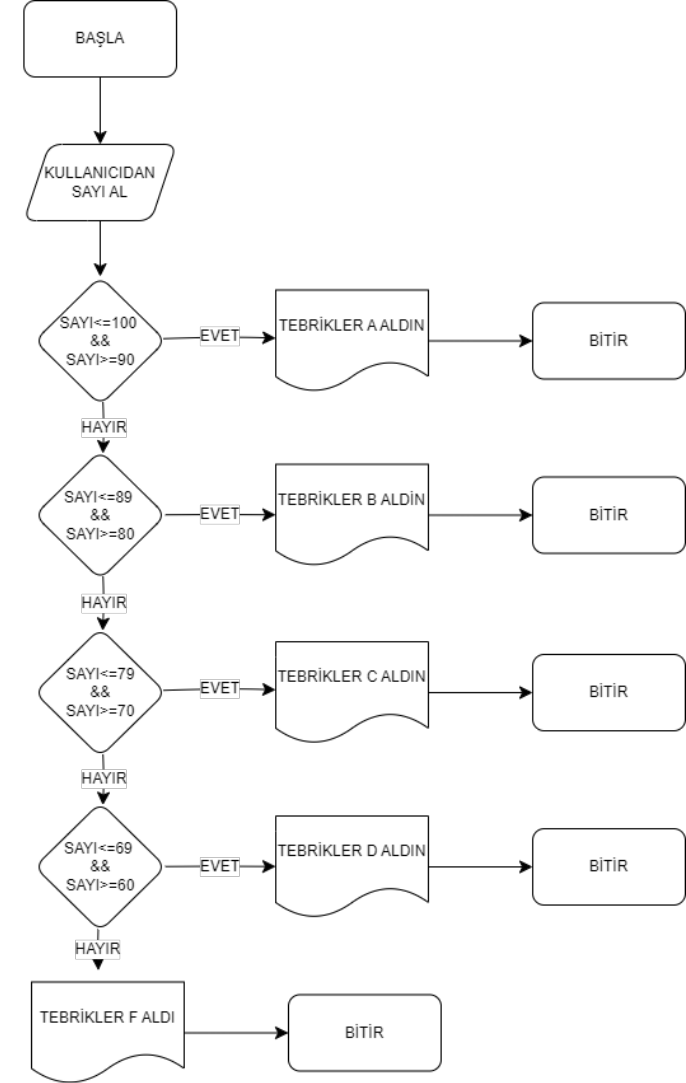 BAŞLA
KULLANICIDAN
SAYI AL
SAYI<=100
&&
SAYI>=90
EVET
TEBRİKLER A ALDIN
BİTİR
HAYIR
SAYI<=89
&&
SAYI>=80
EVET
TEBRİKLER B ALDİN
BİTİR
HAYIR
SAYI<=79
&&
SAYI>=70
EVET
TEBRİKLER C ALDIN
BİTİR
HAYIR
SAYI<=69
&&
SAYI>=60
EVET
TEBRİKLER D ALDIN
BİTİR
HAYIR
TEBRİKLER F ALDI
BİTİR